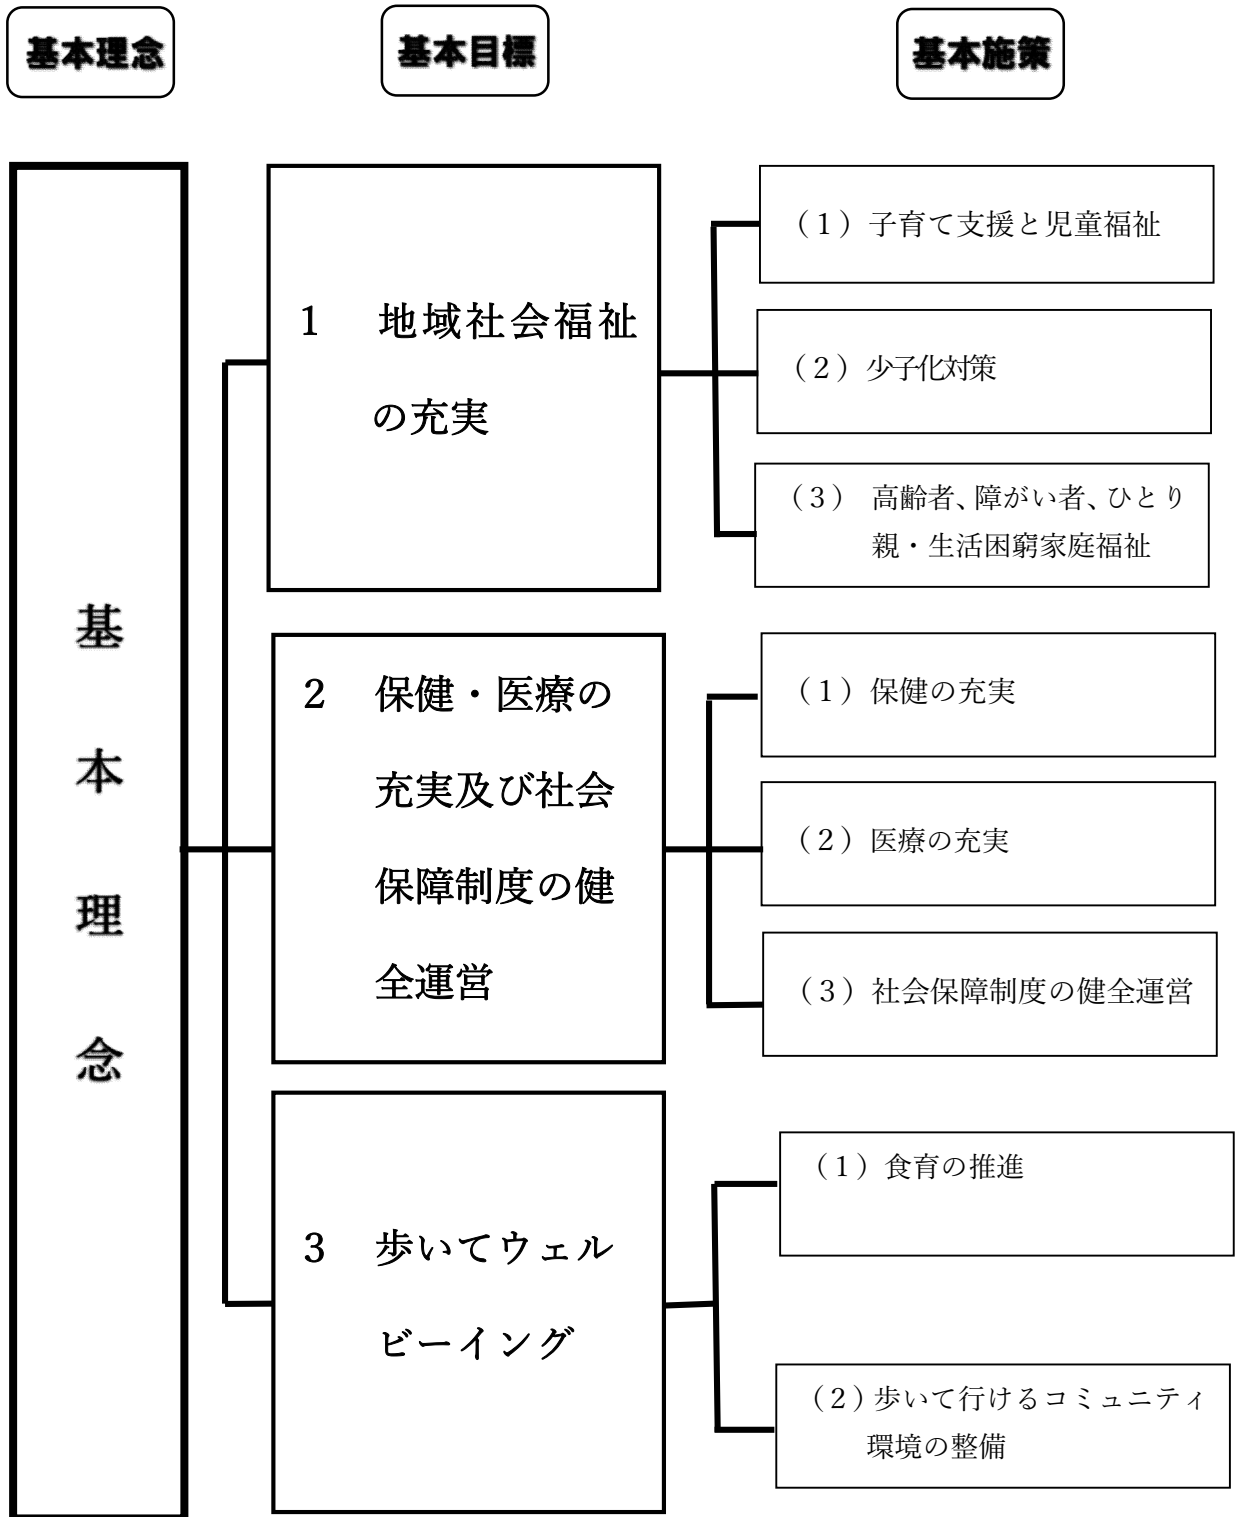 基本理念
基本目標
基本施策
基本理念
1　地域社会福祉
の充実
（1）子育て支援と児童福祉
（2）少子化対策
（3）　高齢者、障がい者、ひとり
親・生活困窮家庭福祉
2　保健・医療の
充実及び社会
保障制度の健
全運営
（1）保健の充実
（2）医療の充実
（3）社会保障制度の健全運営
3　歩いてウェル
ビーイング
（1）食育の推進
（2）歩いて行けるコミュニティ
環境の整備